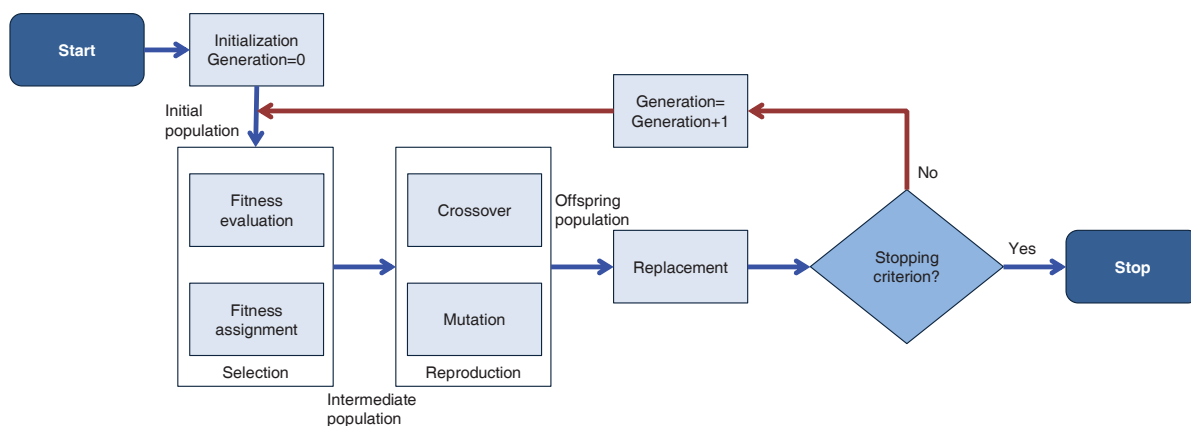 Start
Initialization
Generation=0
Initial
population
Generation=
Generation+1
No
Fitness
evaluation
Fitness
assignment
Selection
Intermediate
population
Crossover
Mutation
Reproduction
Offspring
population
Replacement
Stopping
criterion?
Yes
Stop